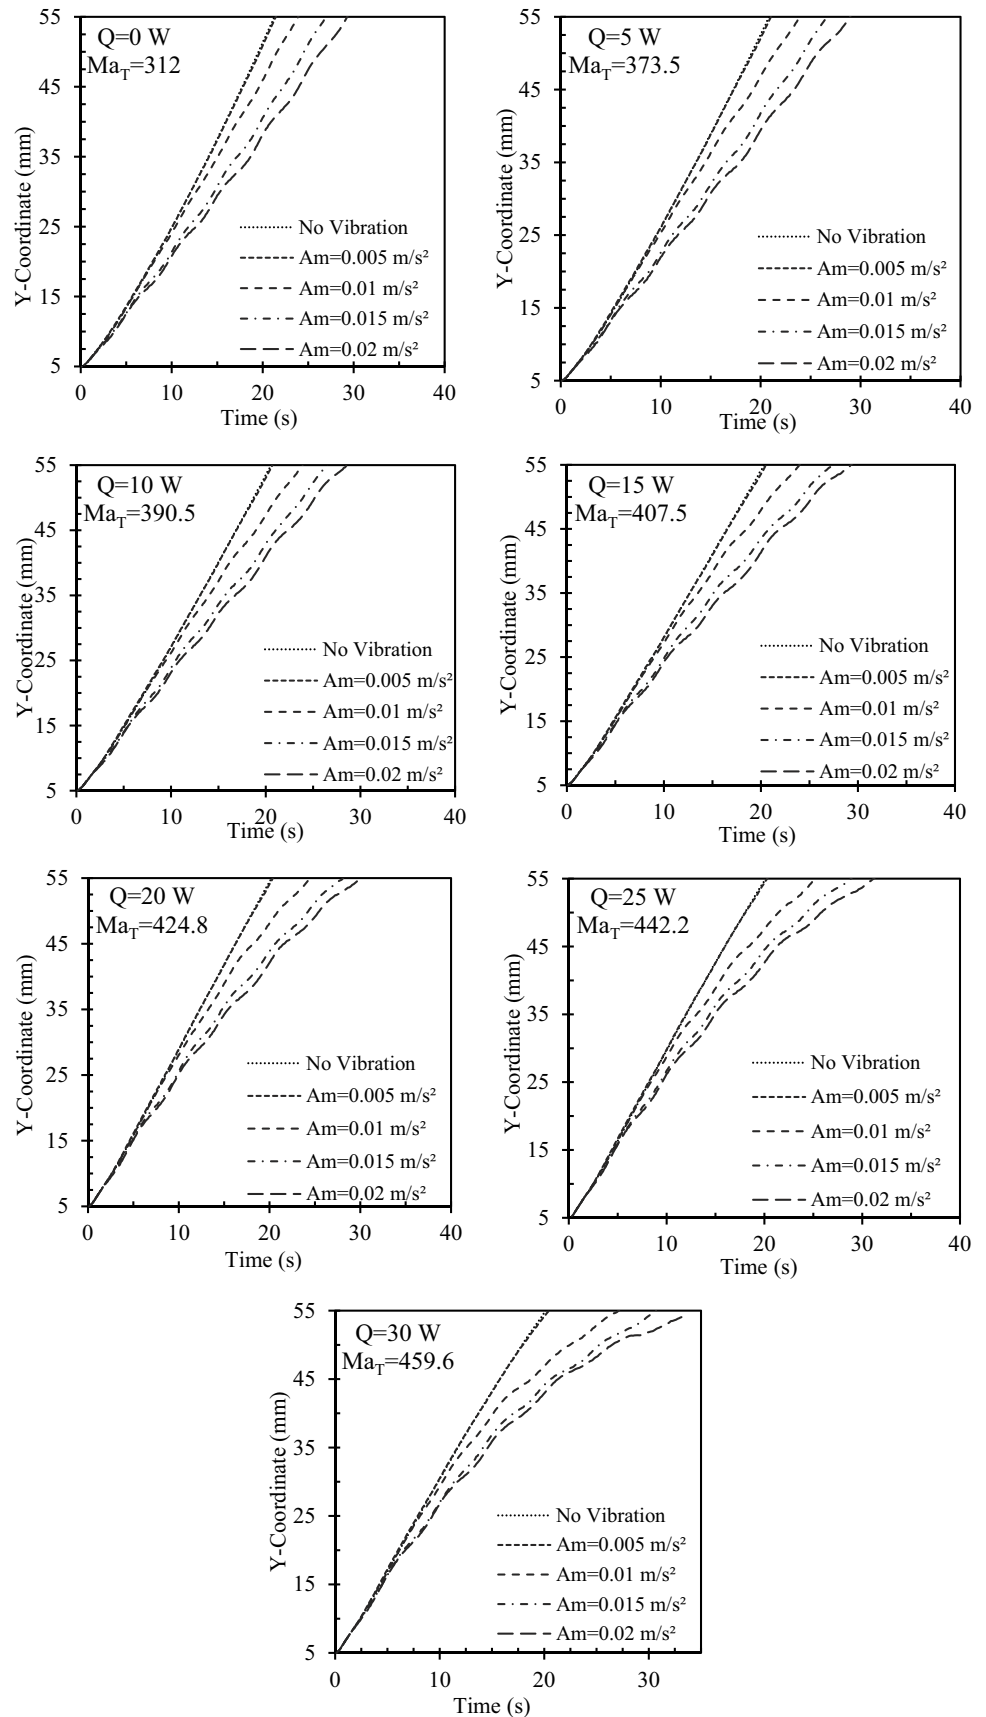 Q=0 W
Ma_T=312
Y-Coordinate (mm)
55
45
35
25
15
5
No Vibration
Am=0.005 m/s²
Am=0.01 m/s²
Am=0.015 m/s²
Am=0.02 m/s²
0 10 20 30 40
Time (s)
Q=5 W
Ma_T=373.5
Y-Coordinate (mm)
55
45
35
25
15
5
No Vibration
Am=0.005 m/s²
Am=0.01 m/s²
Am=0.015 m/s²
Am=0.02 m/s²
0 10 20 30 40
Time (s)
Q=10 W
Ma_T=390.5
Y-Coordinate (mm)
55
45
35
25
15
5
No Vibration
Am=0.005 m/s²
Am=0.01 m/s²
Am=0.015 m/s²
Am=0.02 m/s²
0 10 20 30 40
Time (s)
Q=15 W
Ma_T=407.5
Y-Coordinate (mm)
55
45
35
25
15
5
No Vibration
Am=0.005 m/s²
Am=0.01 m/s²
Am=0.015 m/s²
Am=0.02 m/s²
0 10 20 30 40
Time (s)
Q=20 W
Ma_T=424.8
Y-Coordinate (mm)
55
45
35
25
15
5
No Vibration
Am=0.005 m/s²
Am=0.01 m/s²
Am=0.015 m/s²
Am=0.02 m/s²
0 10 20 30 40
Time (s)
Q=25 W
Ma_T=442.2
Y-Coordinate (mm)
55
45
35
25
15
5
No Vibration
Am=0.005 m/s²
Am=0.01 m/s²
Am=0.015 m/s²
Am=0.02 m/s²
0 10 20 30 40
Time (s)
Q=30 W
Ma_T=459.6
Y-Coordinate (mm)
55
45
35
25
15
5
No Vibration
Am=0.005 m/s²
Am=0.01 m/s²
Am=0.015 m/s²
Am=0.02 m/s²
0 10 20 30
Time (s)